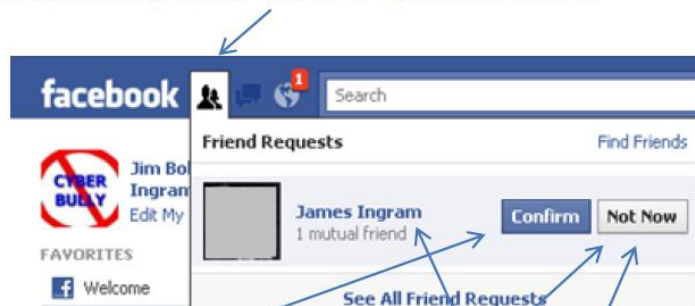 facebook
1
Search
Friend Requests
Find Friends
CYBER
BULLY
Jim Bol
Ingram
Edit My
James Ingram
1 mutual friend
Confirm
Not Now
FAVORITES
Welcome
See All Friend Requests